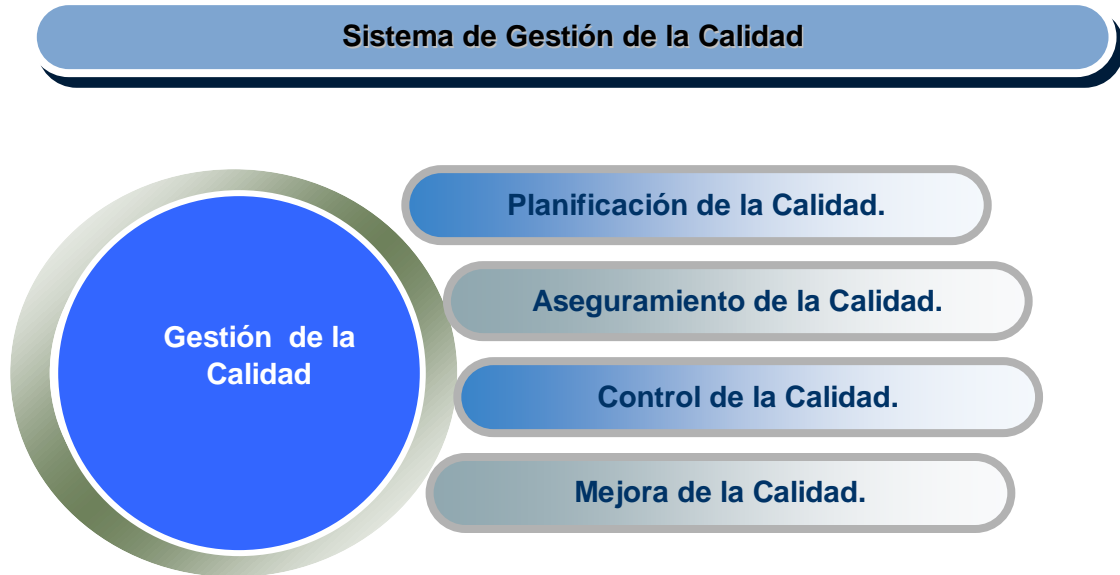 Sistema de Gestión de la Calidad
Planificación de la Calidad.
Aseguramiento de la Calidad.
Gestión de la
Calidad
Control de la Calidad.
Mejora de la Calidad.